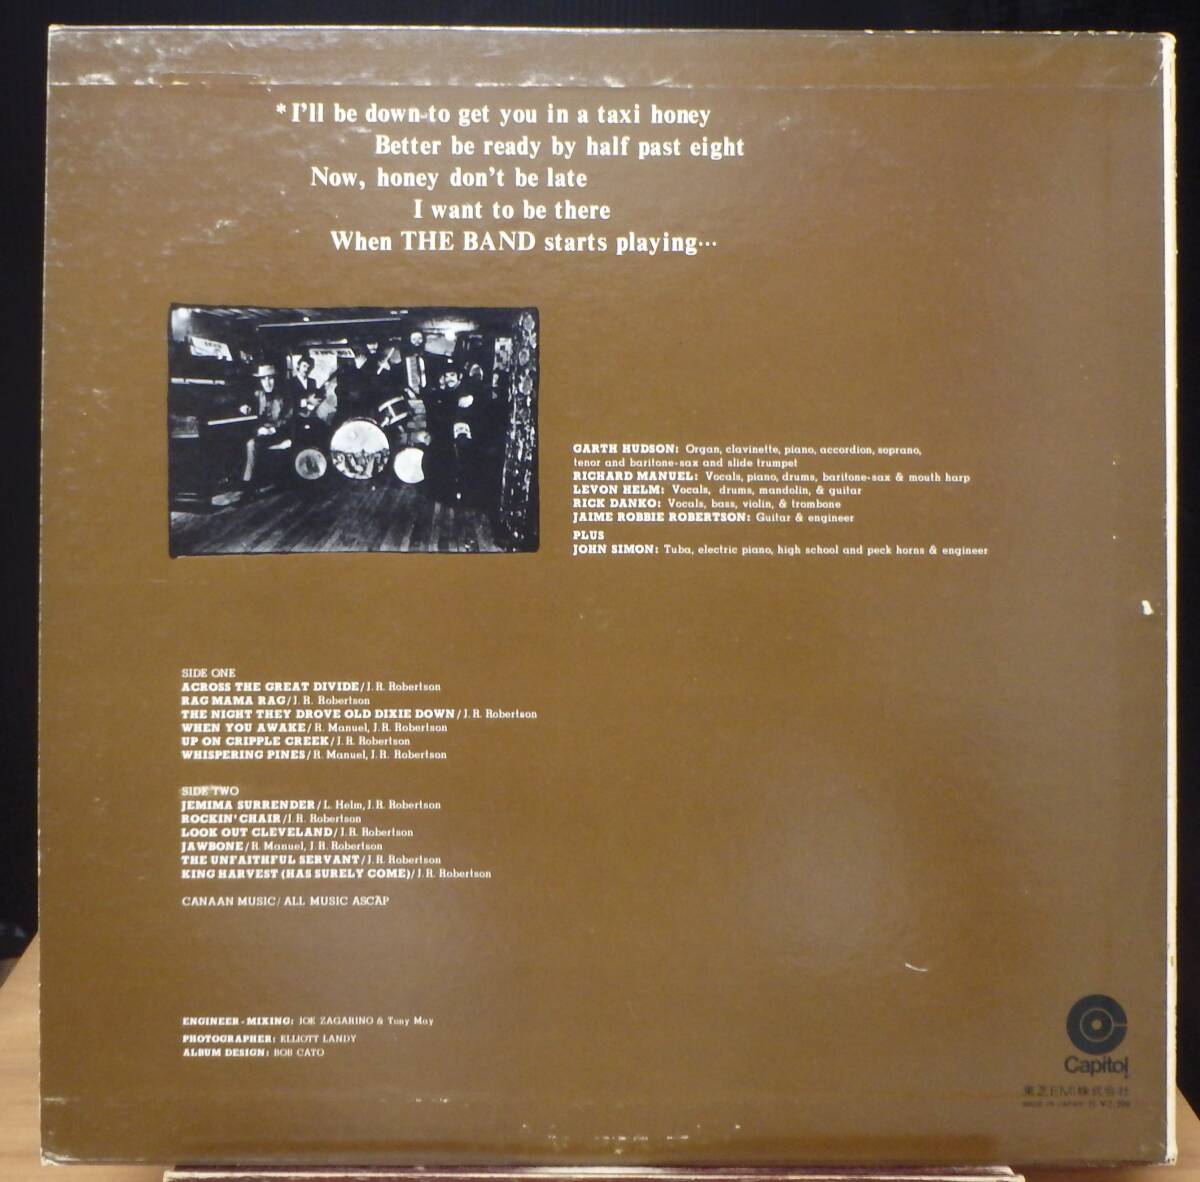 *I'll be down to get you in a taxi honey
Better be ready by half past eight
Now, honey don't be late
I want to be there
When THE BAND starts playing…
GARTH HUDSON: Organ, clavinette, piano, accordion, soprano,
tenor and baritone-sax and slide trumpet
RICHARD MANUEL: Vocals, piano, drums, baritone-sax & mouth harp
LEVON HELM: Vocals, drums, mandolin, & guitar
RICK DANKO: Vocals, bass, violin, & trombone
JAIME ROBBIE ROBERTSON: Guitar & engineer
PLUS
JOHN SIMON: Tuba, electric piano, high school and peck horns & engineer
SIDE ONE
ACROSS THE GREAT DIVIDE/J.R. Robertson
RAG MAMA RAG/J.R. Robertson
THE NIGHT THEY DROVE OLD DIXIE DOWN/J.R. Robertson
WHEN YOU AWAKE/R. Manuel, J.R. Robertson
UP ON CRIPPLE CREEK/J.R. Robertson
WHISPERING PINES/R. Manuel, J.R. Robertson
SIDE TWO
JEMIMA SURRENDER/L. Helm, J.R. Robertson
ROCKIN' CHAIR/J.R. Robertson
LOOK OUT CLEVELAND/J.R. Robertson
JAWBONE/R. Manuel, J.R. Robertson
THE UNFAITHFUL SERVANT/J.R. Robertson
KING HARVEST (HAS SURELY COME)/J.R. Robertson
CANAAN MUSIC/ALL MUSIC ASCAP
ENGINEER-MIXING: JOE ZAGARINO & Tony May
PHOTOGRAPHER: ELLIOTT LANDY
ALBUM DESIGN: BOB CATO
Capitol
東芝EMI株式会社
MADE IN JAPAN